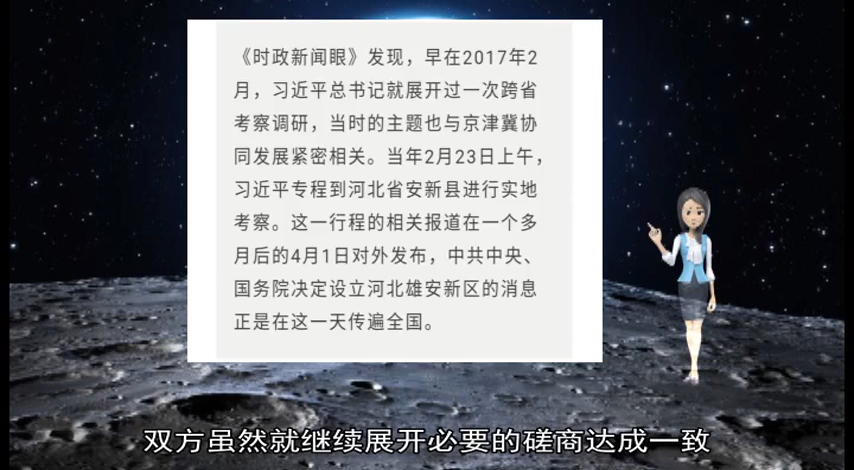 《时政新闻眼》发现，早在2017年2
月，习近平总书记就展开过一次跨省
考察调研，当时的主题也与京津冀协
同发展紧密相关。当年2月23日上午，
习近平专程到河北省安新县进行实地
考察。这一行程的相关报道在一个多
月后的4月1日对外发布，中共中央、
国务院决定设立河北雄安新区的消息
正是在这一天传遍全国。
双方虽然就继续展开必要的磋商达成一致